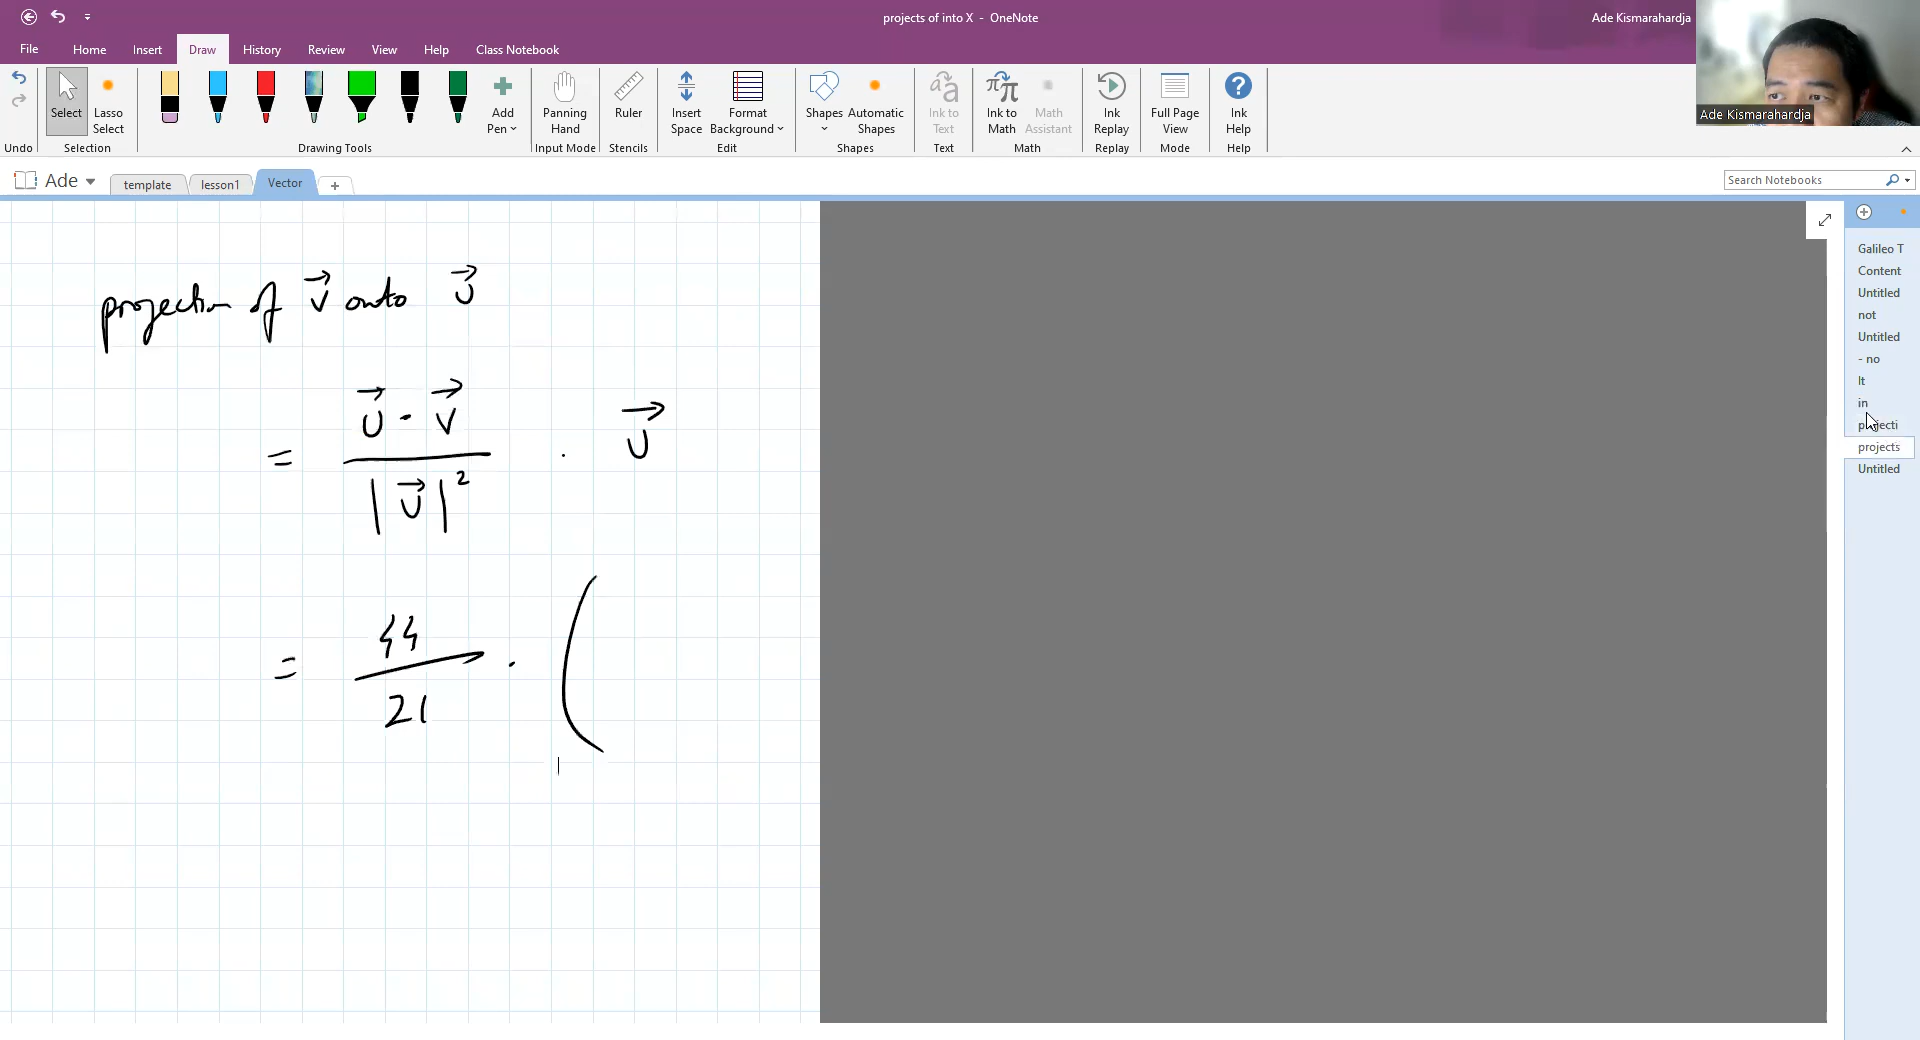 projects of into X - OneNote
Ade Kismarahardja
File Home Insert Draw History Review View Help Class Notebook
Select
Lasso Select
Add Pen
Panning Hand
Ruler
Insert Space
Format Background
Shapes
Automatic Shapes
Ink to Text
Ink to Math
Math Assistant
Ink Replay
Full Page View
Ink Help
Undo Selection Drawing Tools Input Mode Stencils Edit Shapes Text Math Replay Mode Help
Ade Kismarahardja
Ade template lesson1 Vector
Search Notebooks
projection of v⃗ onto u⃗
= (u⃗ · v⃗) / |u⃗|² · u⃗
= 44/21 · (
Galileo T
Content
Untitled
not
Untitled
- no
It
in
projecti
projects
Untitled